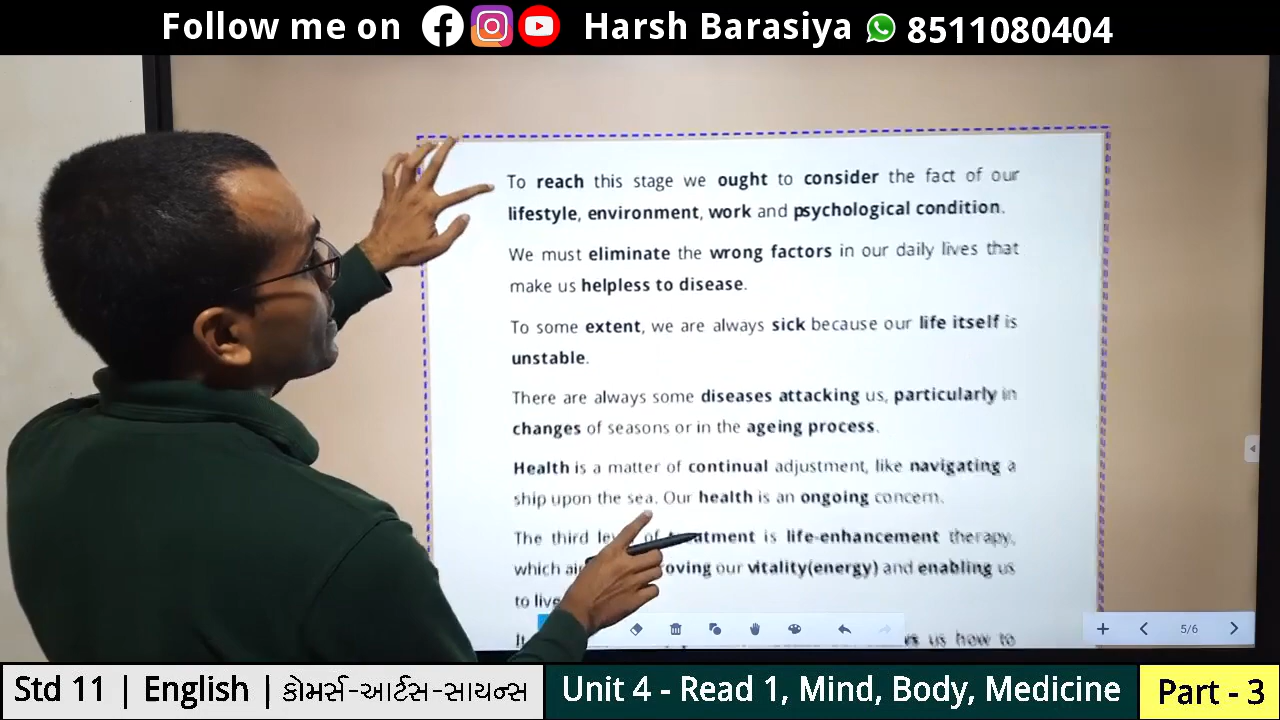 Follow me on Harsh Barasiya 8511080404
To reach this stage we ought to consider the fact of our
lifestyle, environment, work and psychological condition.
We must eliminate the wrong factors in our daily lives that
make us helpless to disease.
To some extent, we are always sick because our life itself is
unstable.
There are always some diseases attacking us, particularly in
changes of seasons or in the ageing process.
Health is a matter of continual adjustment, like navigating a
ship upon the sea. Our health is an ongoing concern.
The third of treatment is life-enhancement therapy,
which our vitality(energy) and enabling us
to live
us how to
5/6
Std 11 | English | કોમર્સ-આર્ટસ-સાયન્સ
Unit 4 - Read 1, Mind, Body, Medicine
Part - 3